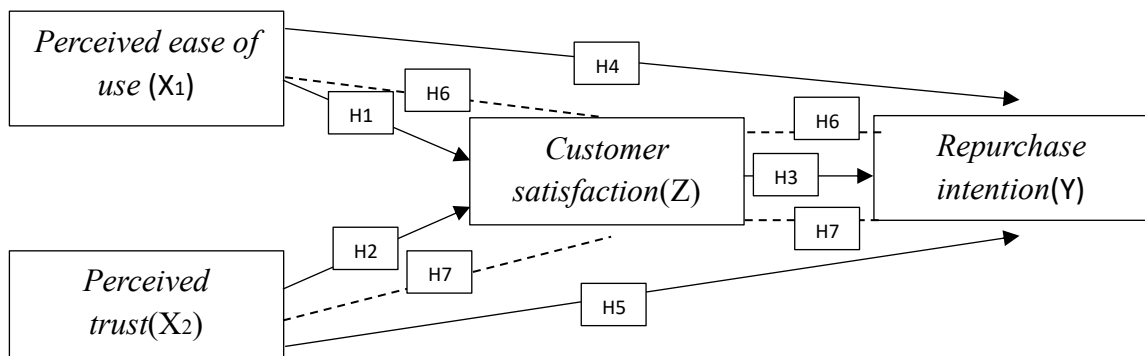 Perceived ease of
use (X1)
H4
H6
H1
H6
Customer
satisfaction(Z)
H3
Repurchase
intention(Y)
H7
H2
H7
Perceived
trust(X2)
H5